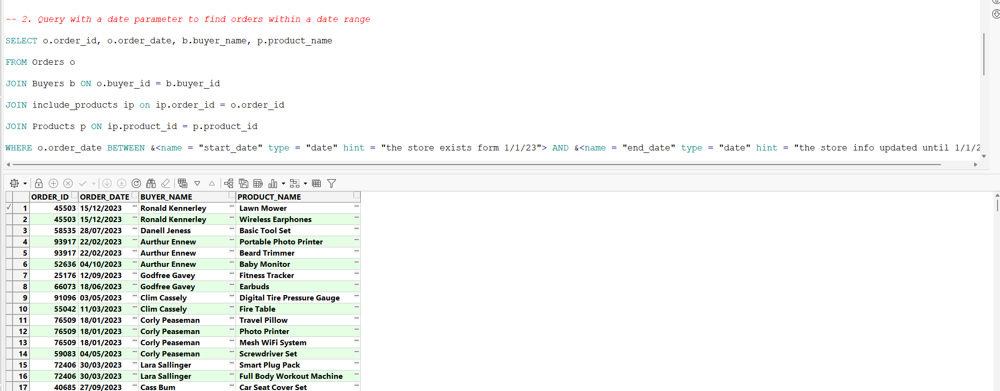 -- 2. Query with a date parameter to find orders within a date range
SELECT o.order_id, o.order_date, b.buyer_name, p.product_name
FROM Orders o
JOIN Buyers b ON o.buyer_id = b.buyer_id
JOIN include_products ip on ip.order_id = o.order_id
JOIN Products p ON ip.product_id = p.product_id
WHERE o.order_date BETWEEN &<name = "start_date" type = "date" hint = "the store exists form 1/1/23"> AND &<name = "end_date" type = "date" hint = "the store info updated until 1/1/2
ORDER_ID ORDER_DATE BUYER_NAME PRODUCT_NAME
1 45503 15/12/2023 ... Ronald Kennerley ... Lawn Mower ...
2 45503 15/12/2023 ... Ronald Kennerley ... Wireless Earphones ...
3 58535 28/07/2023 ... Danell Jeness ... Basic Tool Set ...
4 93917 22/02/2023 ... Aurthur Ennew ... Portable Photo Printer ...
5 93917 22/02/2023 ... Aurthur Ennew ... Beard Trimmer ...
6 52636 04/10/2023 ... Aurthur Ennew ... Baby Monitor ...
7 25176 12/09/2023 ... Godfree Gavey ... Fitness Tracker ...
8 66073 18/06/2023 ... Godfree Gavey ... Earbuds ...
9 91096 03/05/2023 ... Clim Cassely ... Digital Tire Pressure Gauge ...
10 55042 11/03/2023 ... Clim Cassely ... Fire Table ...
11 76509 18/01/2023 ... Corly Peaseman ... Travel Pillow ...
12 76509 18/01/2023 ... Corly Peaseman ... Photo Printer ...
13 76509 18/01/2023 ... Corly Peaseman ... Mesh WiFi System ...
14 59083 04/05/2023 ... Corly Peaseman ... Screwdriver Set ...
15 72406 30/03/2023 ... Lara Sallinger ... Smart Plug Pack ...
16 72406 30/03/2023 ... Lara Sallinger ... Full Body Workout Machine ...
17 40685 27/09/2023 ... Cass Bum ... Car Seat Cover Set ...